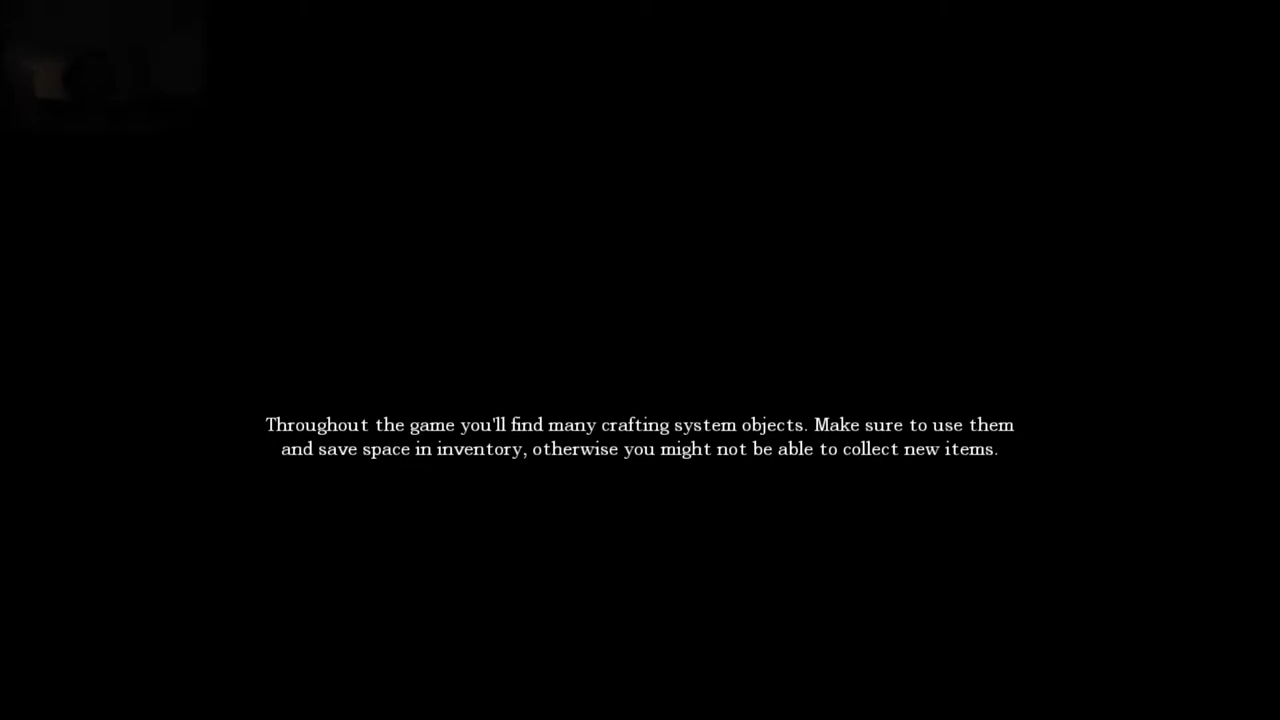 Throughout the game you'll find many crafting system objects. Make sure to use them
and save space in inventory, otherwise you might not be able to collect new items.